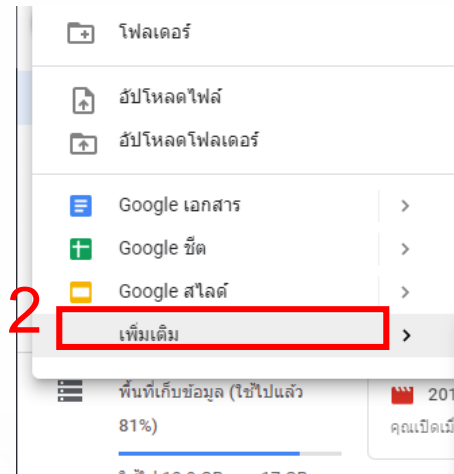 โฟลเดอร์
อัปโหลดไฟล์
อัปโหลดโฟลเดอร์
Google เอกสาร
Google ชีต
Google สไลด์
2
เพิ่มเติม
พื้นที่เก็บข้อมูล (ใช้ไปแล้ว
81%)
201
คุณเปิดเมื